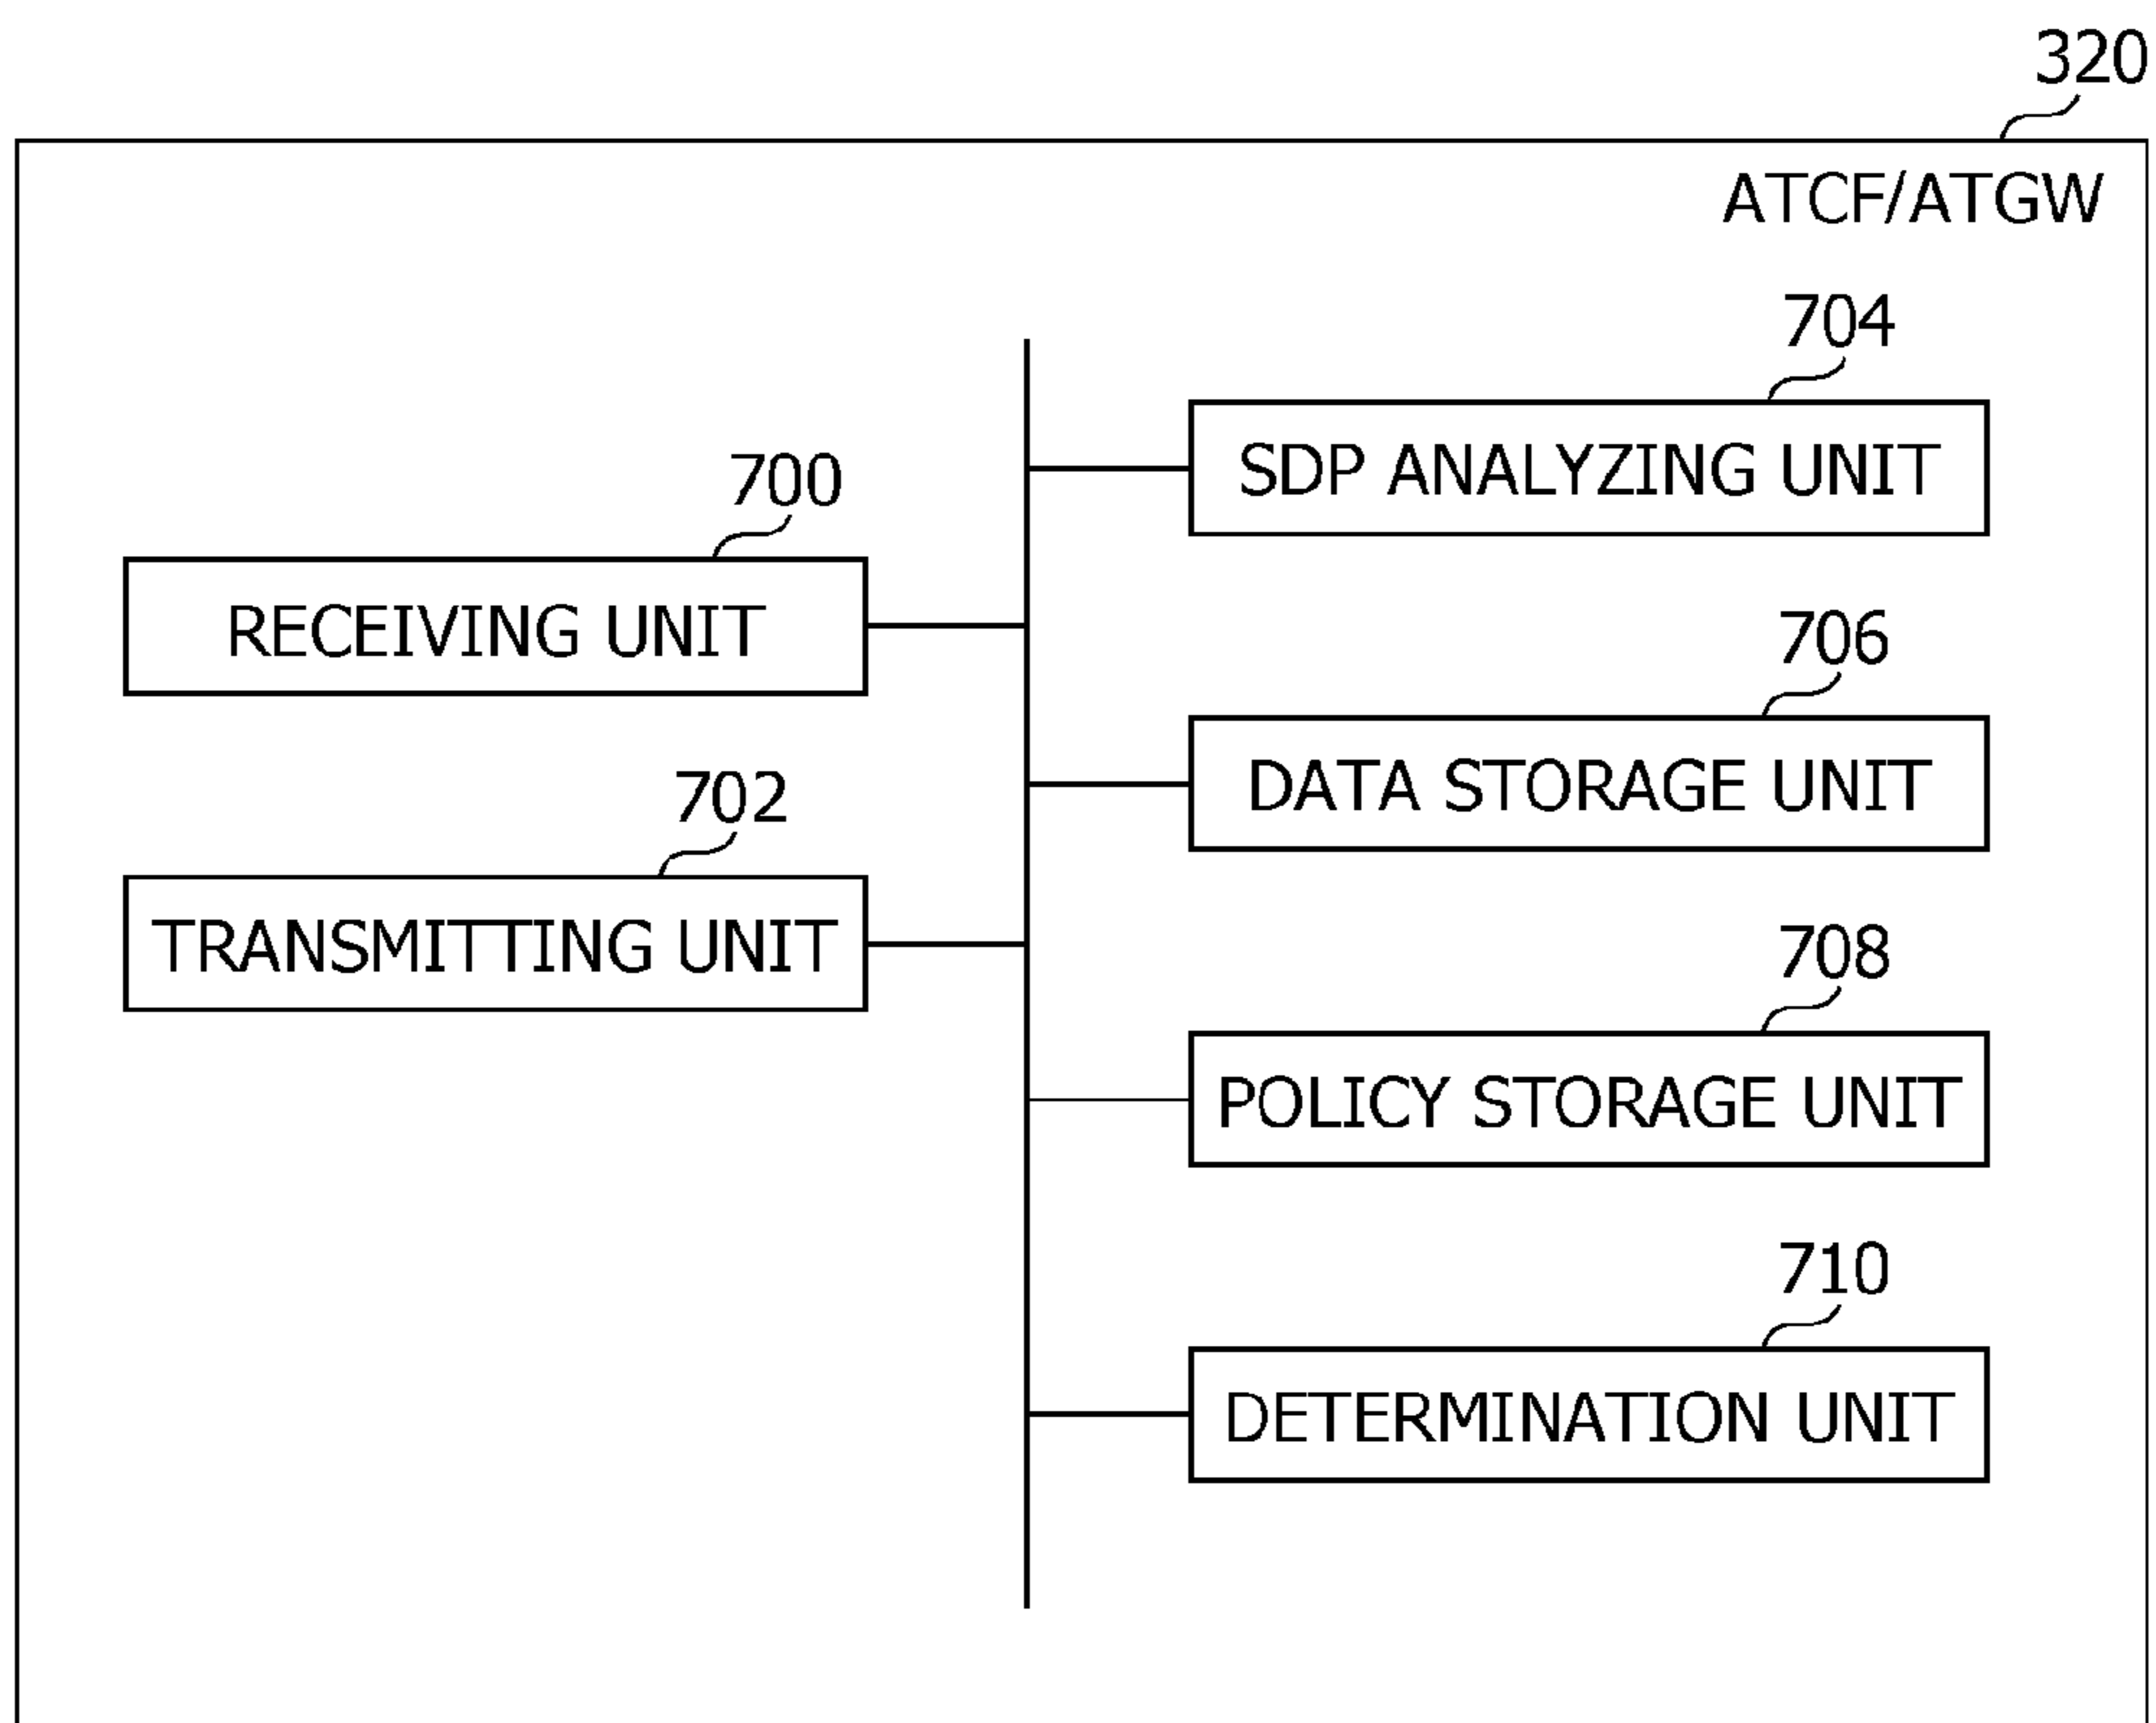 320
ATCF/ATGW
704
SDP ANALYZING UNIT
700
RECEIVING UNIT
706
DATA STORAGE UNIT
702
TRANSMITTING UNIT
708
POLICY STORAGE UNIT
710
DETERMINATION UNIT